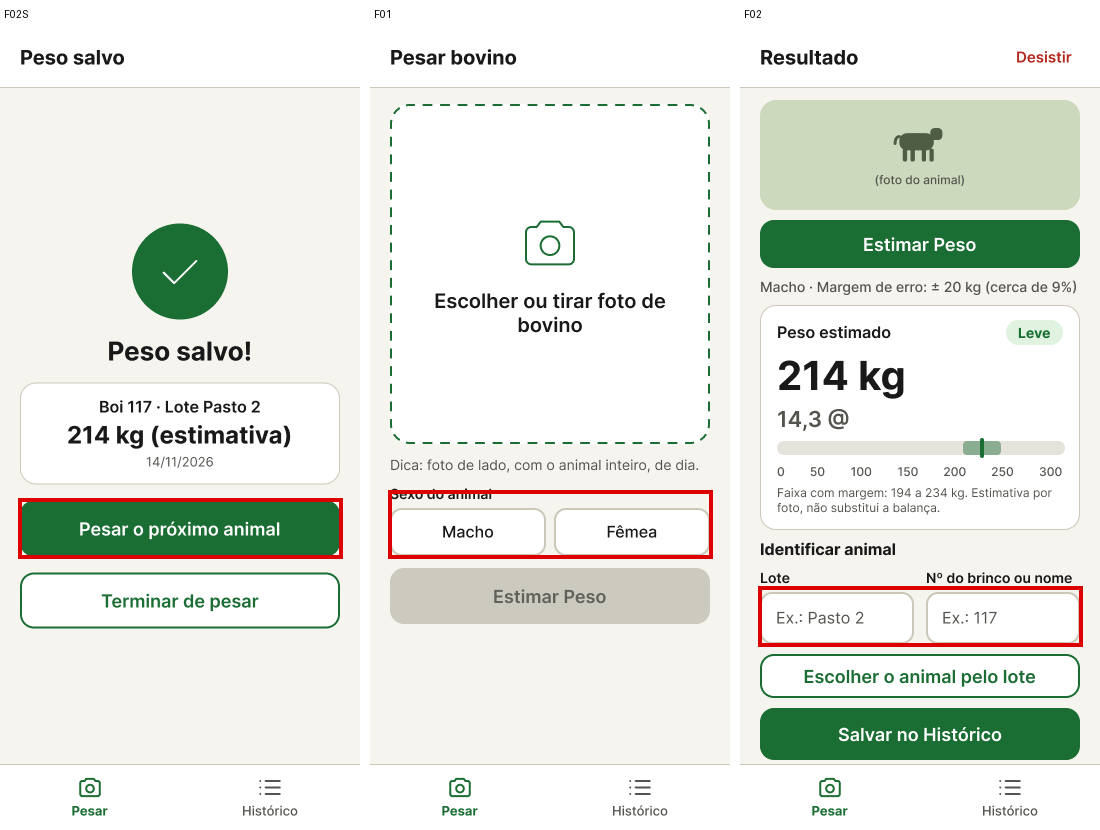 F02S
Peso salvo
Peso salvo!
Boi 117 · Lote Pasto 2
214 kg (estimativa)
14/11/2026
Pesar o próximo animal
Terminar de pesar
Pesar
Histórico
F01
Pesar bovino
Escolher ou tirar foto de
bovino
Dica: foto de lado, com o animal inteiro, de dia.
Sexo do animal
Macho
Fêmea
Estimar Peso
Pesar
Histórico
F02
Resultado
Desistir
(foto do animal)
Estimar Peso
Macho · Margem de erro: ± 20 kg (cerca de 9%)
Peso estimado
Leve
214 kg
14,3 @
0 50 100 150 200 250 300
Faixa com margem: 194 a 234 kg. Estimativa por
foto, não substitui a balança.
Identificar animal
Lote
Nº do brinco ou nome
Ex.: Pasto 2
Ex.: 117
Escolher o animal pelo lote
Salvar no Histórico
Pesar
Histórico